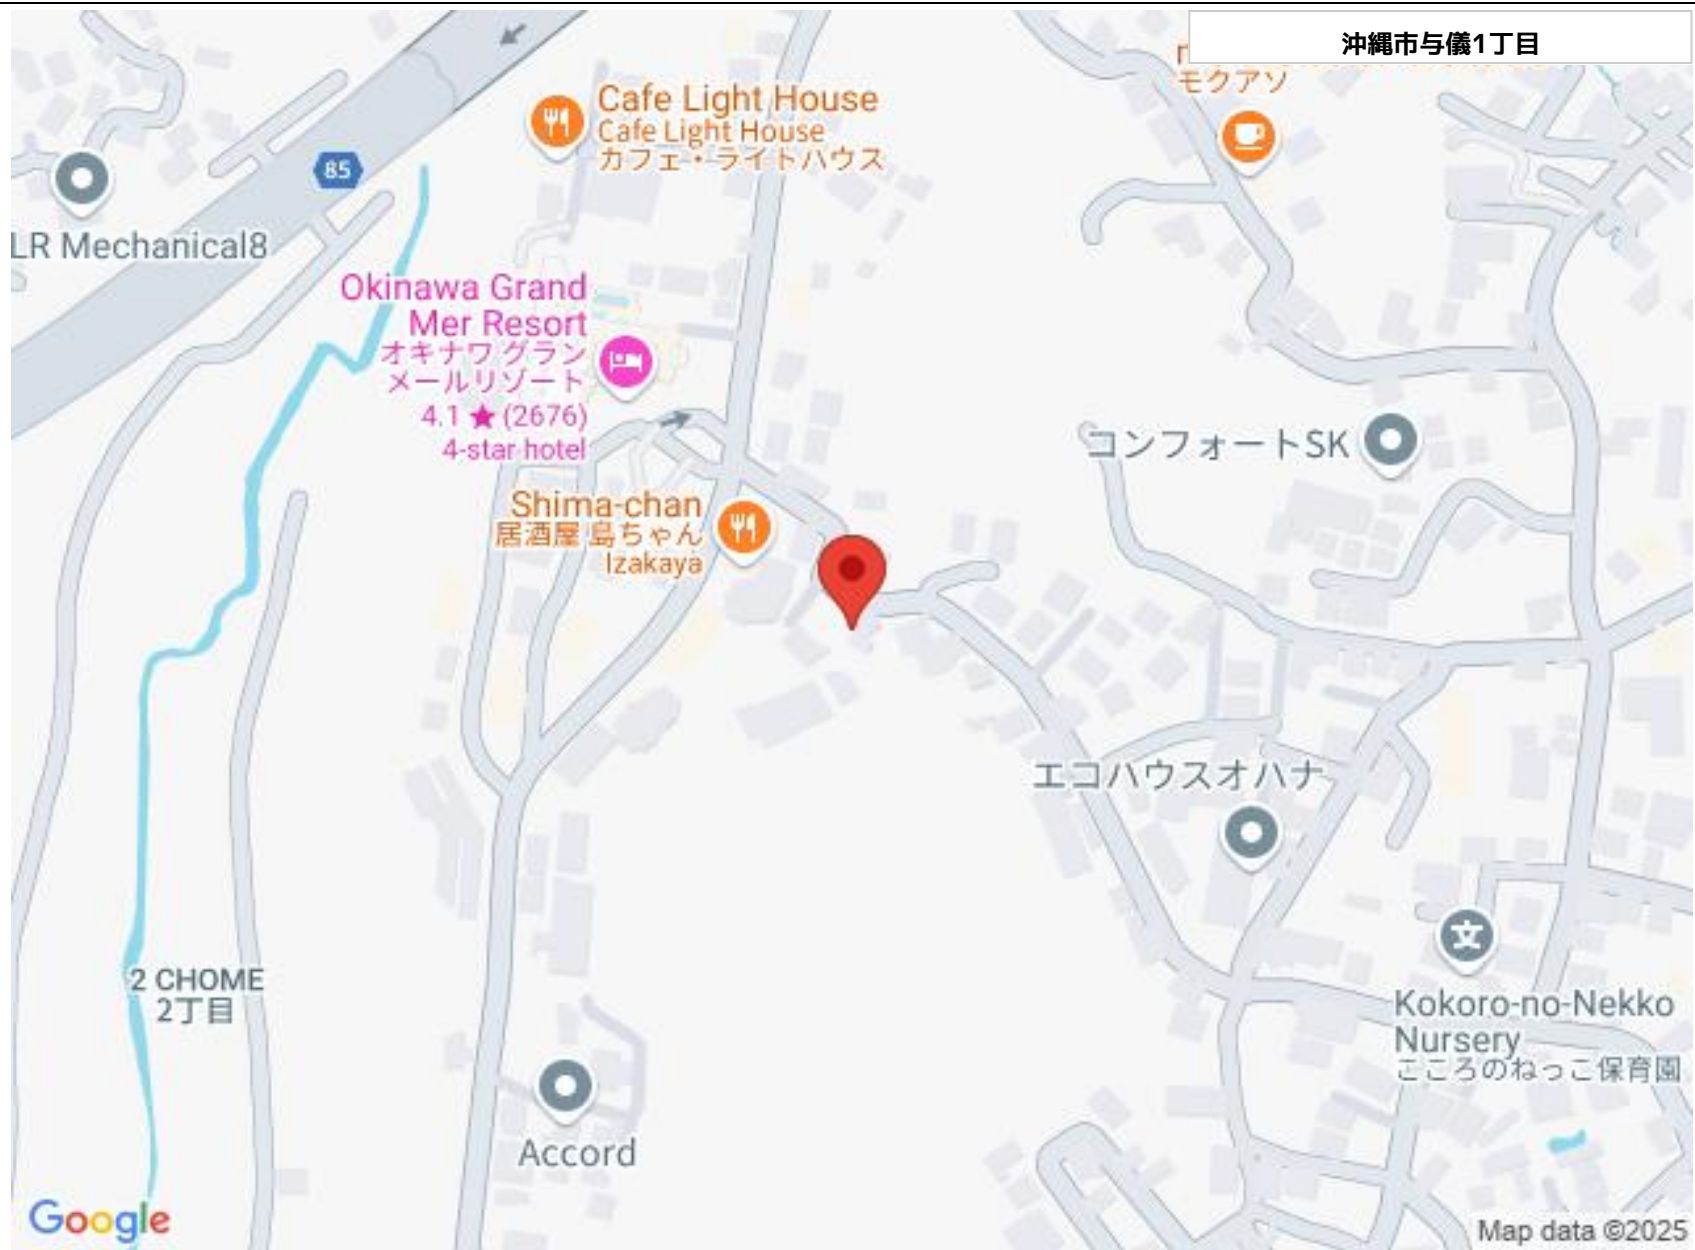 沖縄市与儀1丁目
モクアソ
Cafe Light House
Cafe Light House
カフェ・ライトハウス
85
LR Mechanical8
Okinawa Grand
Mer Resort
オキナワ グラン
メールリゾート
4.1 ★ (2676)
4-star hotel
コンフォートSK
Shima-chan
居酒屋 島ちゃん
Izakaya
エコハウスオハナ
文
2 CHOME
2丁目
Kokoro-no-Nekko
Nursery
こころのねっこ保育園
Accord
Google
Map data ©2025